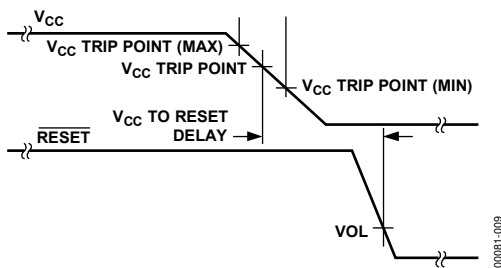 VCC
VCC TRIP POINT (MAX)
VCC TRIP POINT
VCC TRIP POINT (MIN)
VCC TO RESET
DELAY
RESET
VOL
00081-009